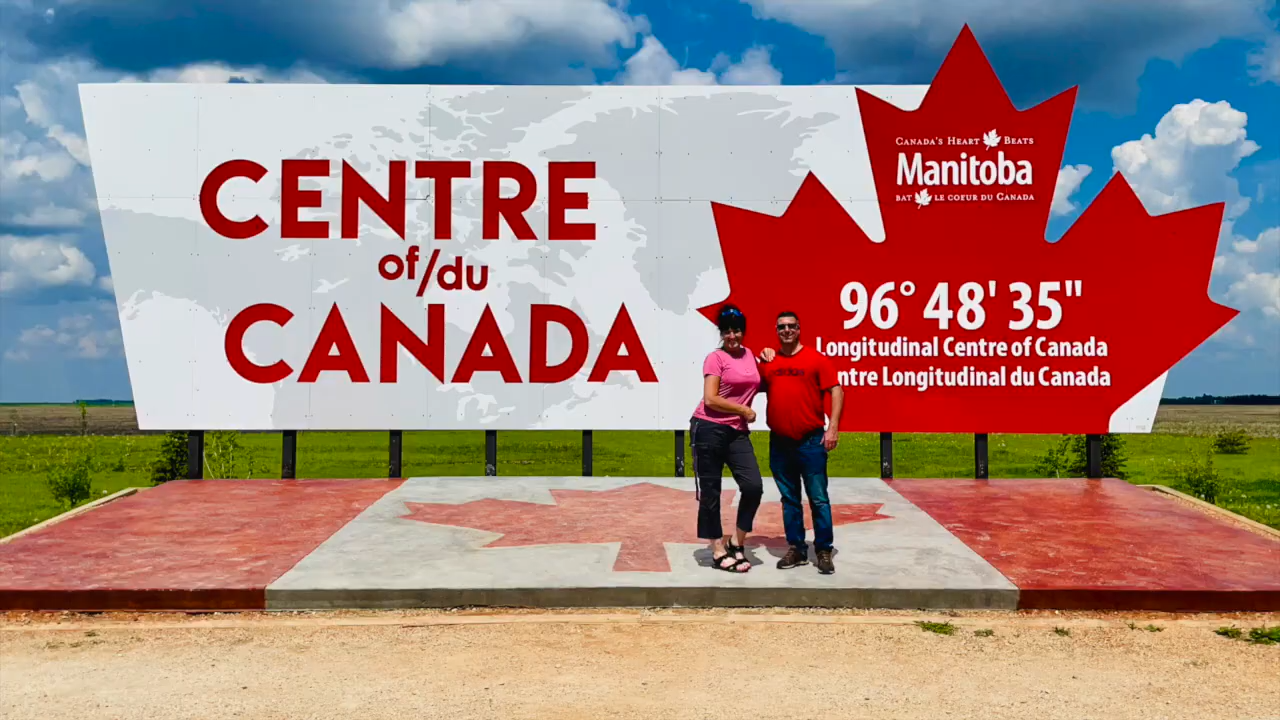 CENTRE
of/du
CANADA
CANADA'S HEART BEATS
Manitoba
BAT LE COEUR DU CANADA
96° 48' 35"
Longitudinal Centre of Canada
Longitudinal du Canada